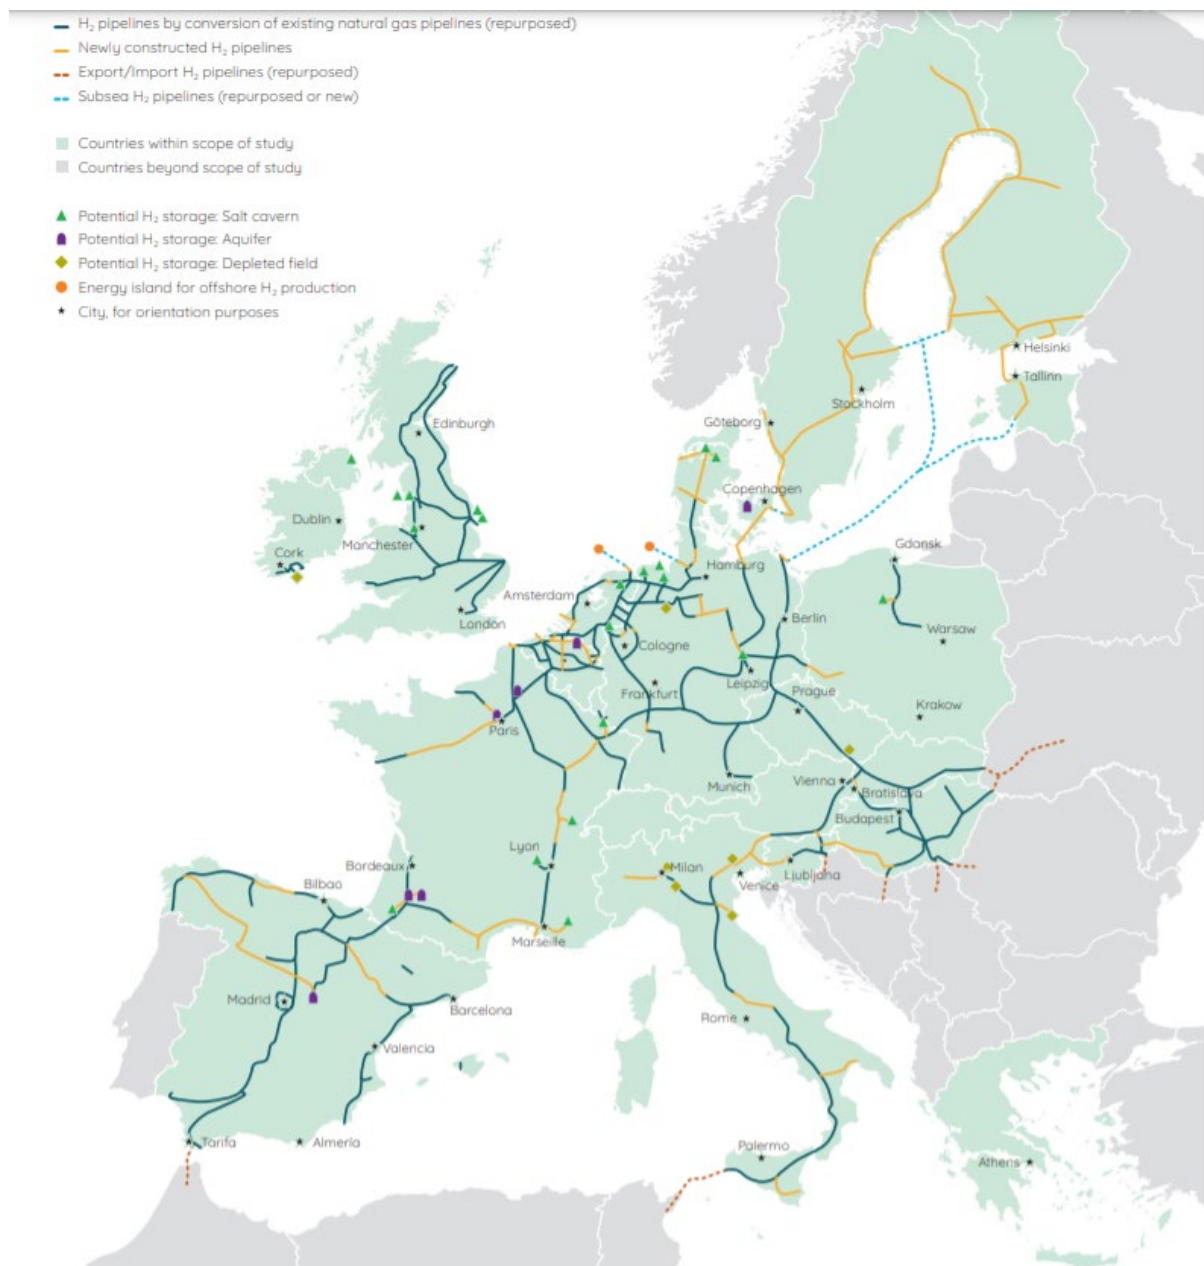 H₂ pipelines by conversion of existing natural gas pipelines (repurposed)
Newly constructed H₂ pipelines
Export/Import H₂ pipelines (repurposed)
Subsea H₂ pipelines (repurposed or new)
Countries within scope of study
Countries beyond scope of study
Potential H₂ storage: Salt cavern
Potential H₂ storage: Aquifer
Potential H₂ storage: Depleted field
Energy island for offshore H₂ production
City, for orientation purposes
Helsinki
Tallinn
Stockholm
Göteborg
Edinburgh
Copenhagen
Dublin
Manchester
Cork
Gdansk
Hamburg
Amsterdam
London
Berlin
Warsaw
Cologne
Leipzig
Frankfurt
Prague
Krakow
Paris
Munich
Vienna
Bratislava
Budapest
Lyon
Bordeaux
Milan
Venice
Ljubljana
Bilbao
Marseille
Madrid
Barcelona
Rome
Valencia
Tarifa
Almería
Palermo
Athens